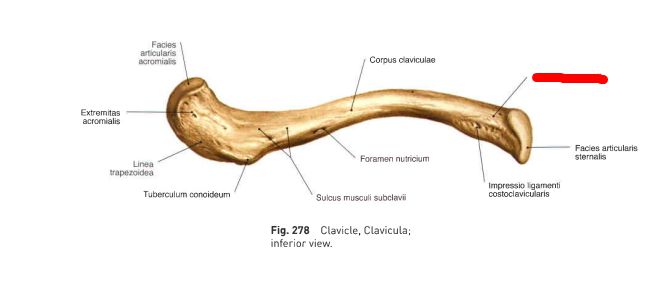 Facies
articularis
acromialis
Corpus claviculae
Extremitas
acromialis
Facies articularis
sternalis
Linea
trapezoidea
Foramen nutricium
Tuberculum conoideum
Sulcus musculi subclavii
Impressio ligamenti
costoclavicularis
Fig. 278 Clavicle, Clavicula;
inferior view.